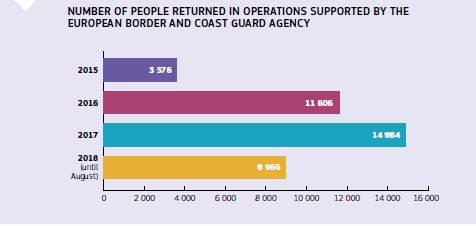 NUMBER OF PEOPLE RETURNED IN OPERATIONS SUPPORTED BY THE
EUROPEAN BORDER AND COAST GUARD AGENCY
2015
3 576
2016
11 606
2017
14 884
2018
(until
August)
8 966
0 2 000 4 000 6 000 8 000 10 000 12 000 14 000 16 000